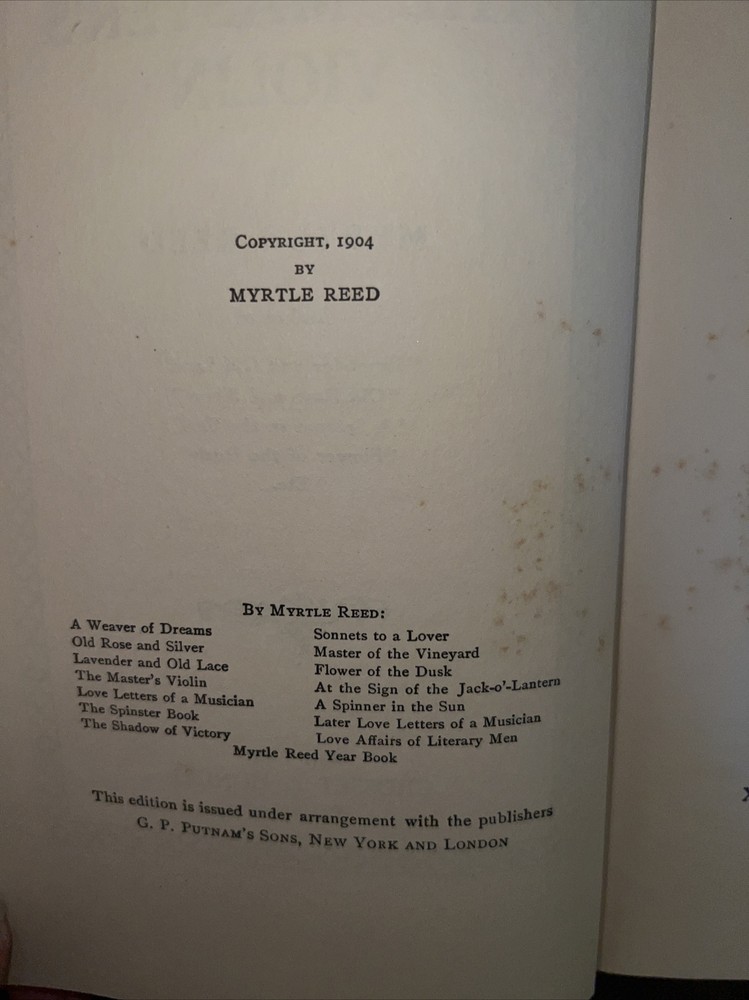 COPYRIGHT, 1904
BY
MYRTLE REED
BY MYRTLE REED:
A Weaver of Dreams
Old Rose and Silver
Lavender and Old Lace
The Master's Violin
Love Letters of a Musician
The Spinster Book
The Shadow of Victory
Sonnets to a Lover
Master of the Vineyard
Flower of the Dusk
At the Sign of the Jack-o'-Lantern
A Spinner in the Sun
Later Love Letters of a Musician
Love Affairs of Literary Men
Myrtle Reed Year Book
This edition is issued under arrangement with the publishers
G. P. PUTNAM'S SONS, NEW YORK AND LONDON